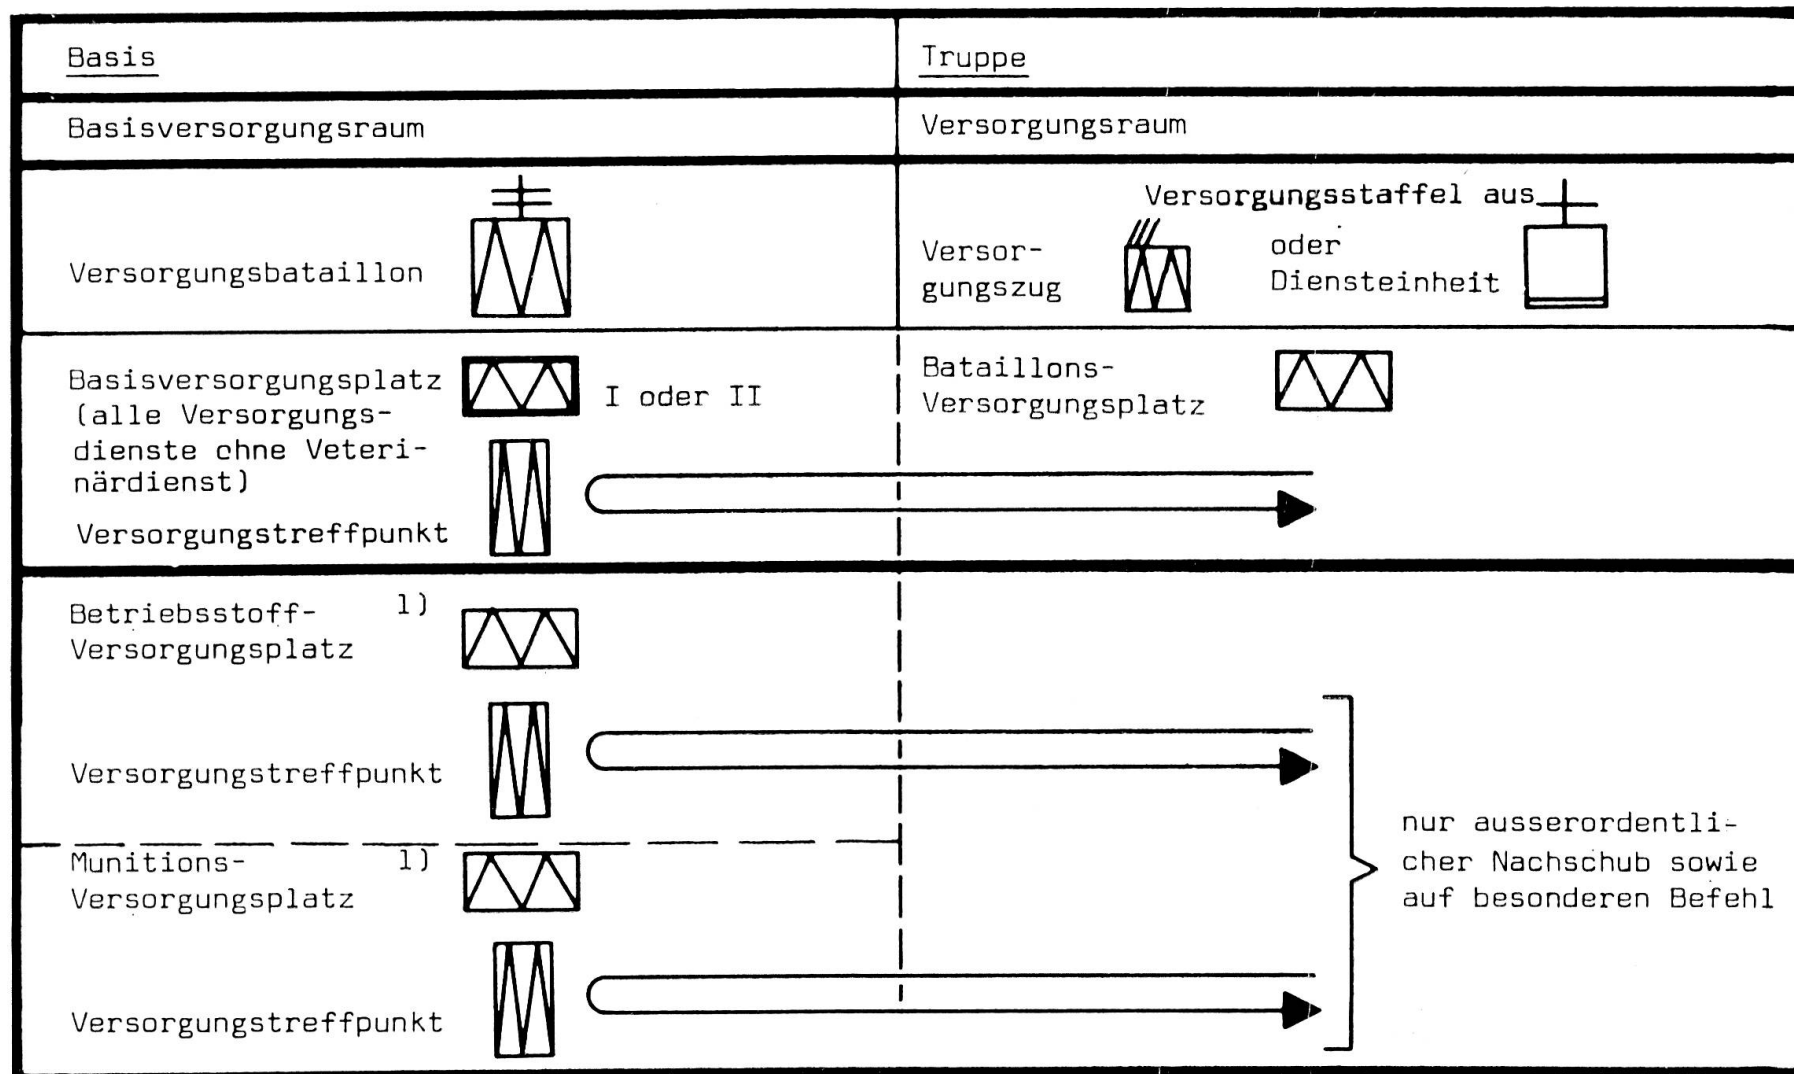 Basis
Truppe
Basisversorgungsraum
Versorgungsraum
Versorgungsbataillon
Versorgungsstaffel aus
Versor-
gungszug
oder
Diensteinheit
Basisversorgungsplatz
(alle Versorgungs-
dienste ohne Veteri-
närdienst)
I oder II
Versorgungstreffpunkt
Bataillons-
Versorgungsplatz
Betriebsstoff- 1)
Versorgungsplatz
Versorgungstreffpunkt
Munitions- 1)
Versorgungsplatz
Versorgungstreffpunkt
nur ausserordentli-
cher Nachschub sowie
auf besonderen Befehl